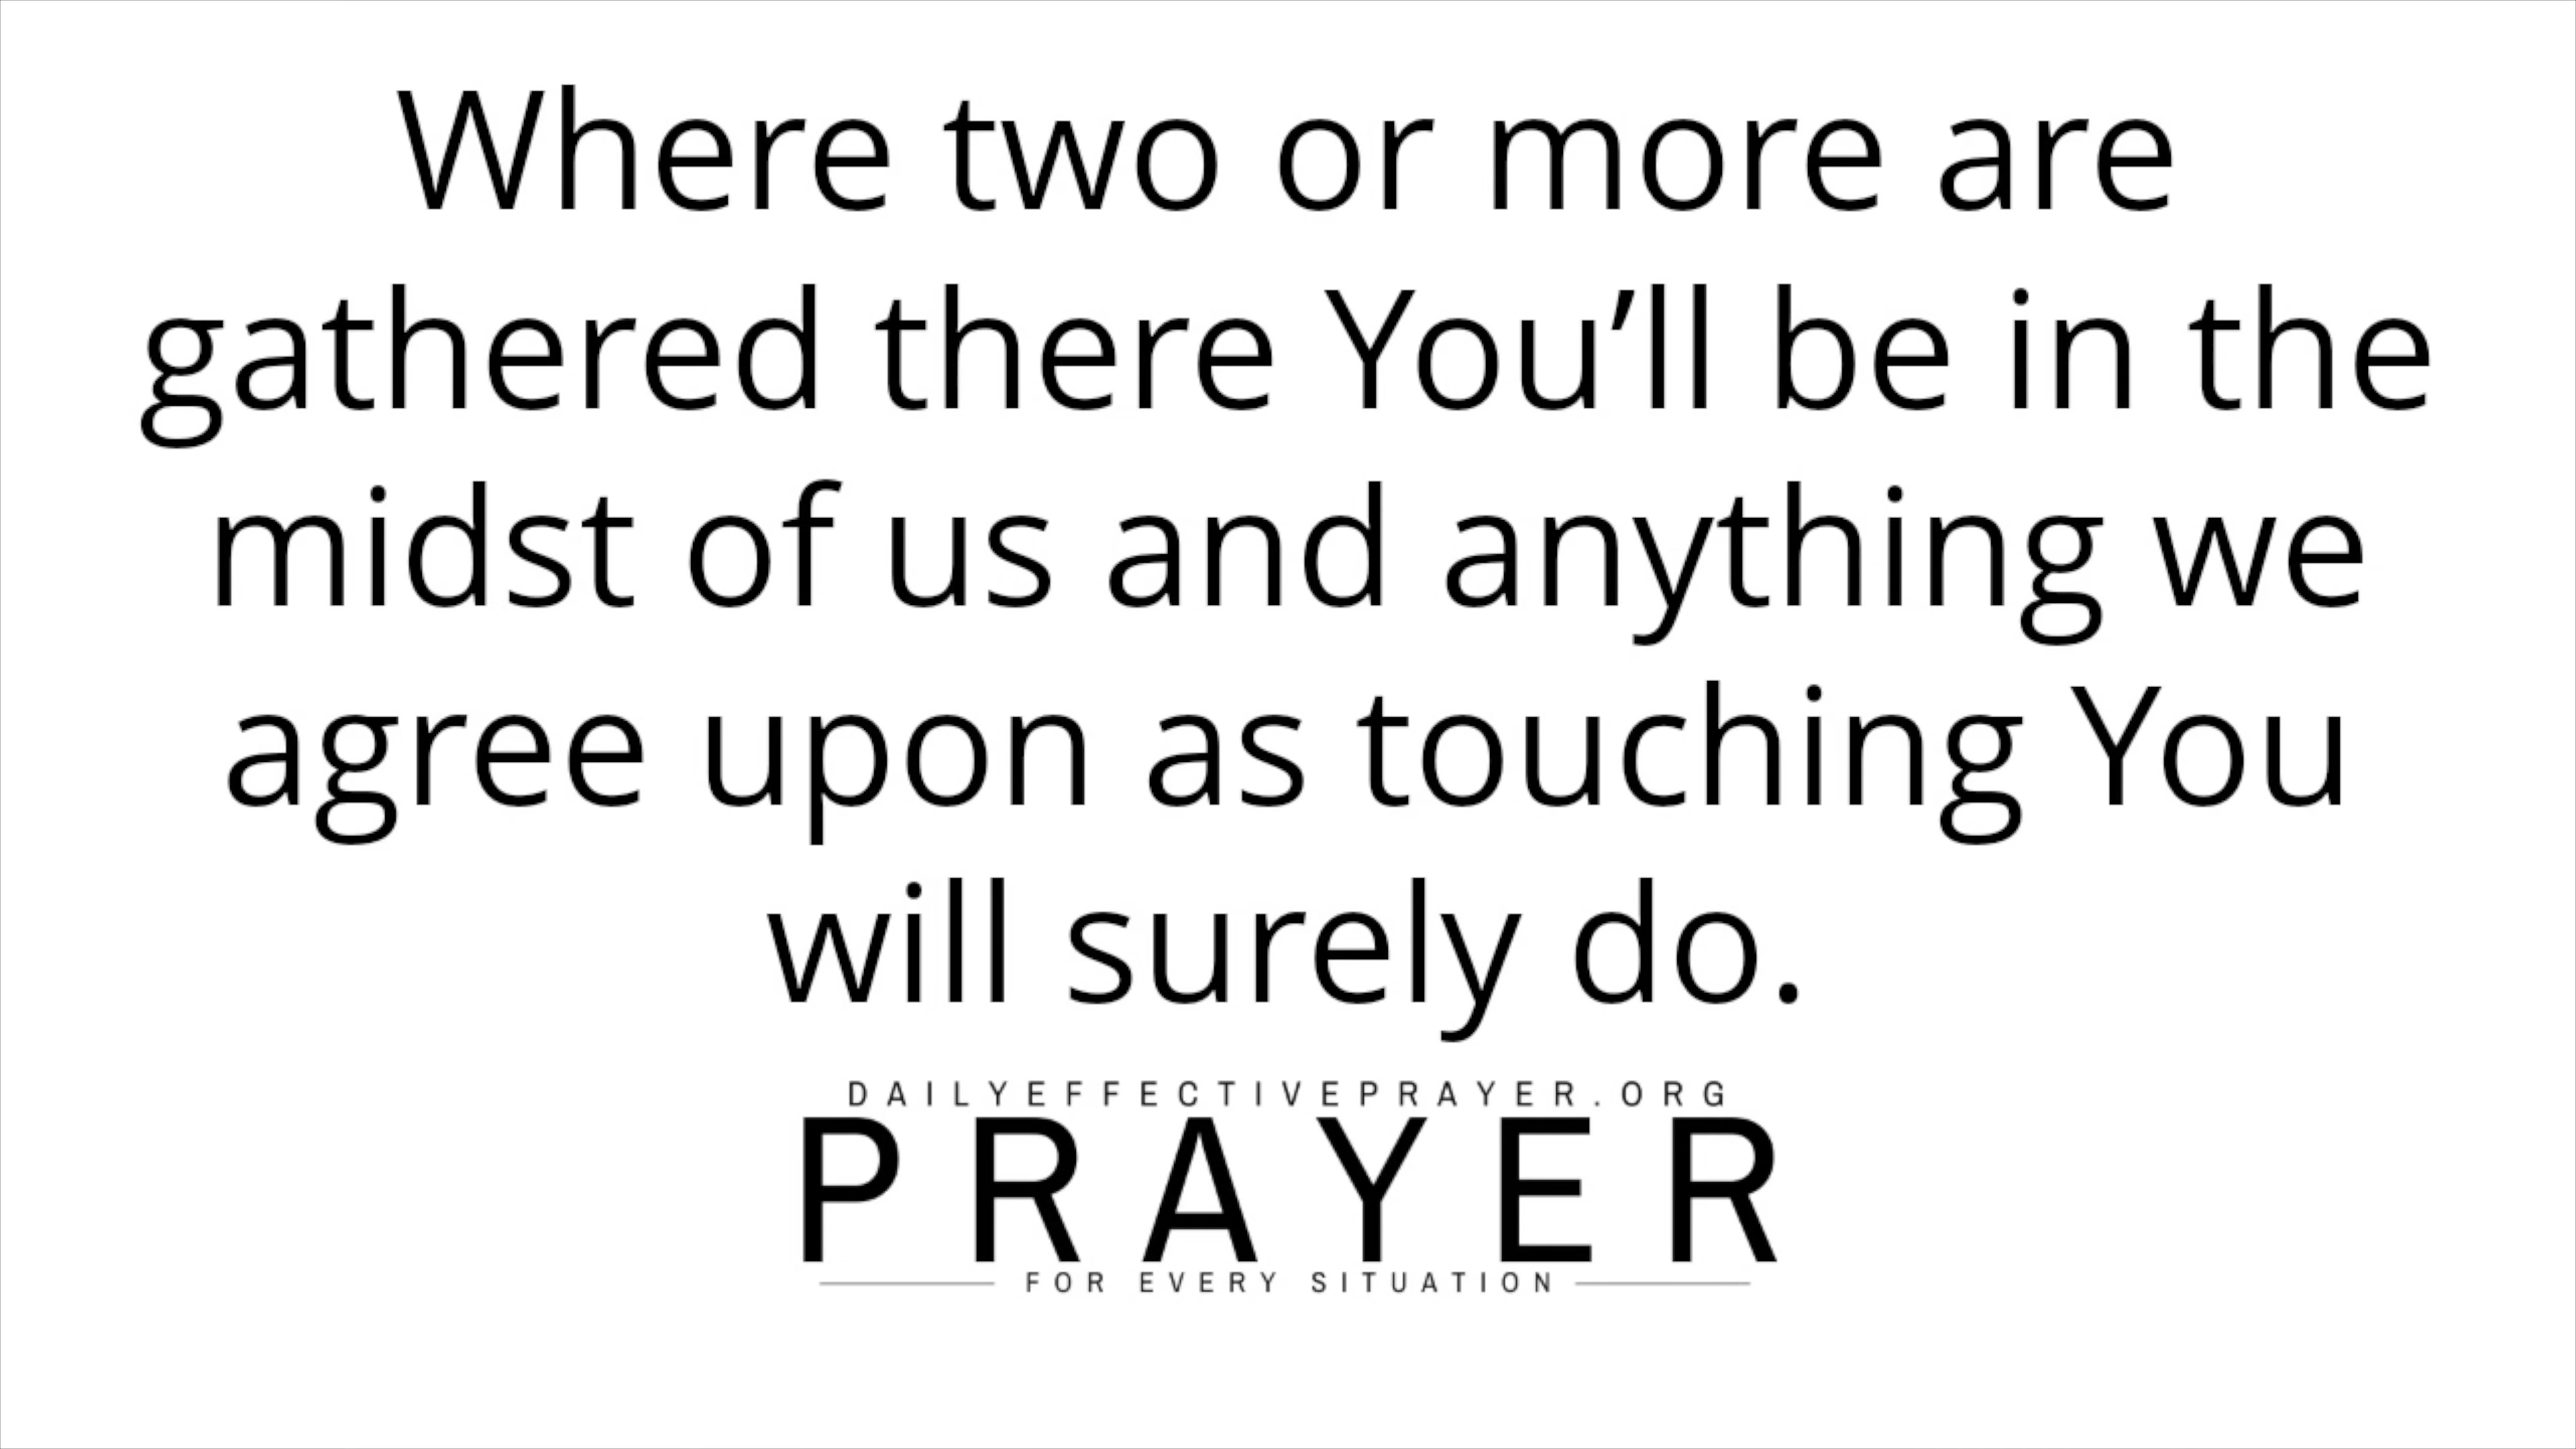 Where two or more are
gathered there You’ll be in the
midst of us and anything we
agree upon as touching You
will surely do.
DAILYEFFECTIVEPRAYER.ORG
PRAYER
FOR EVERY SITUATION